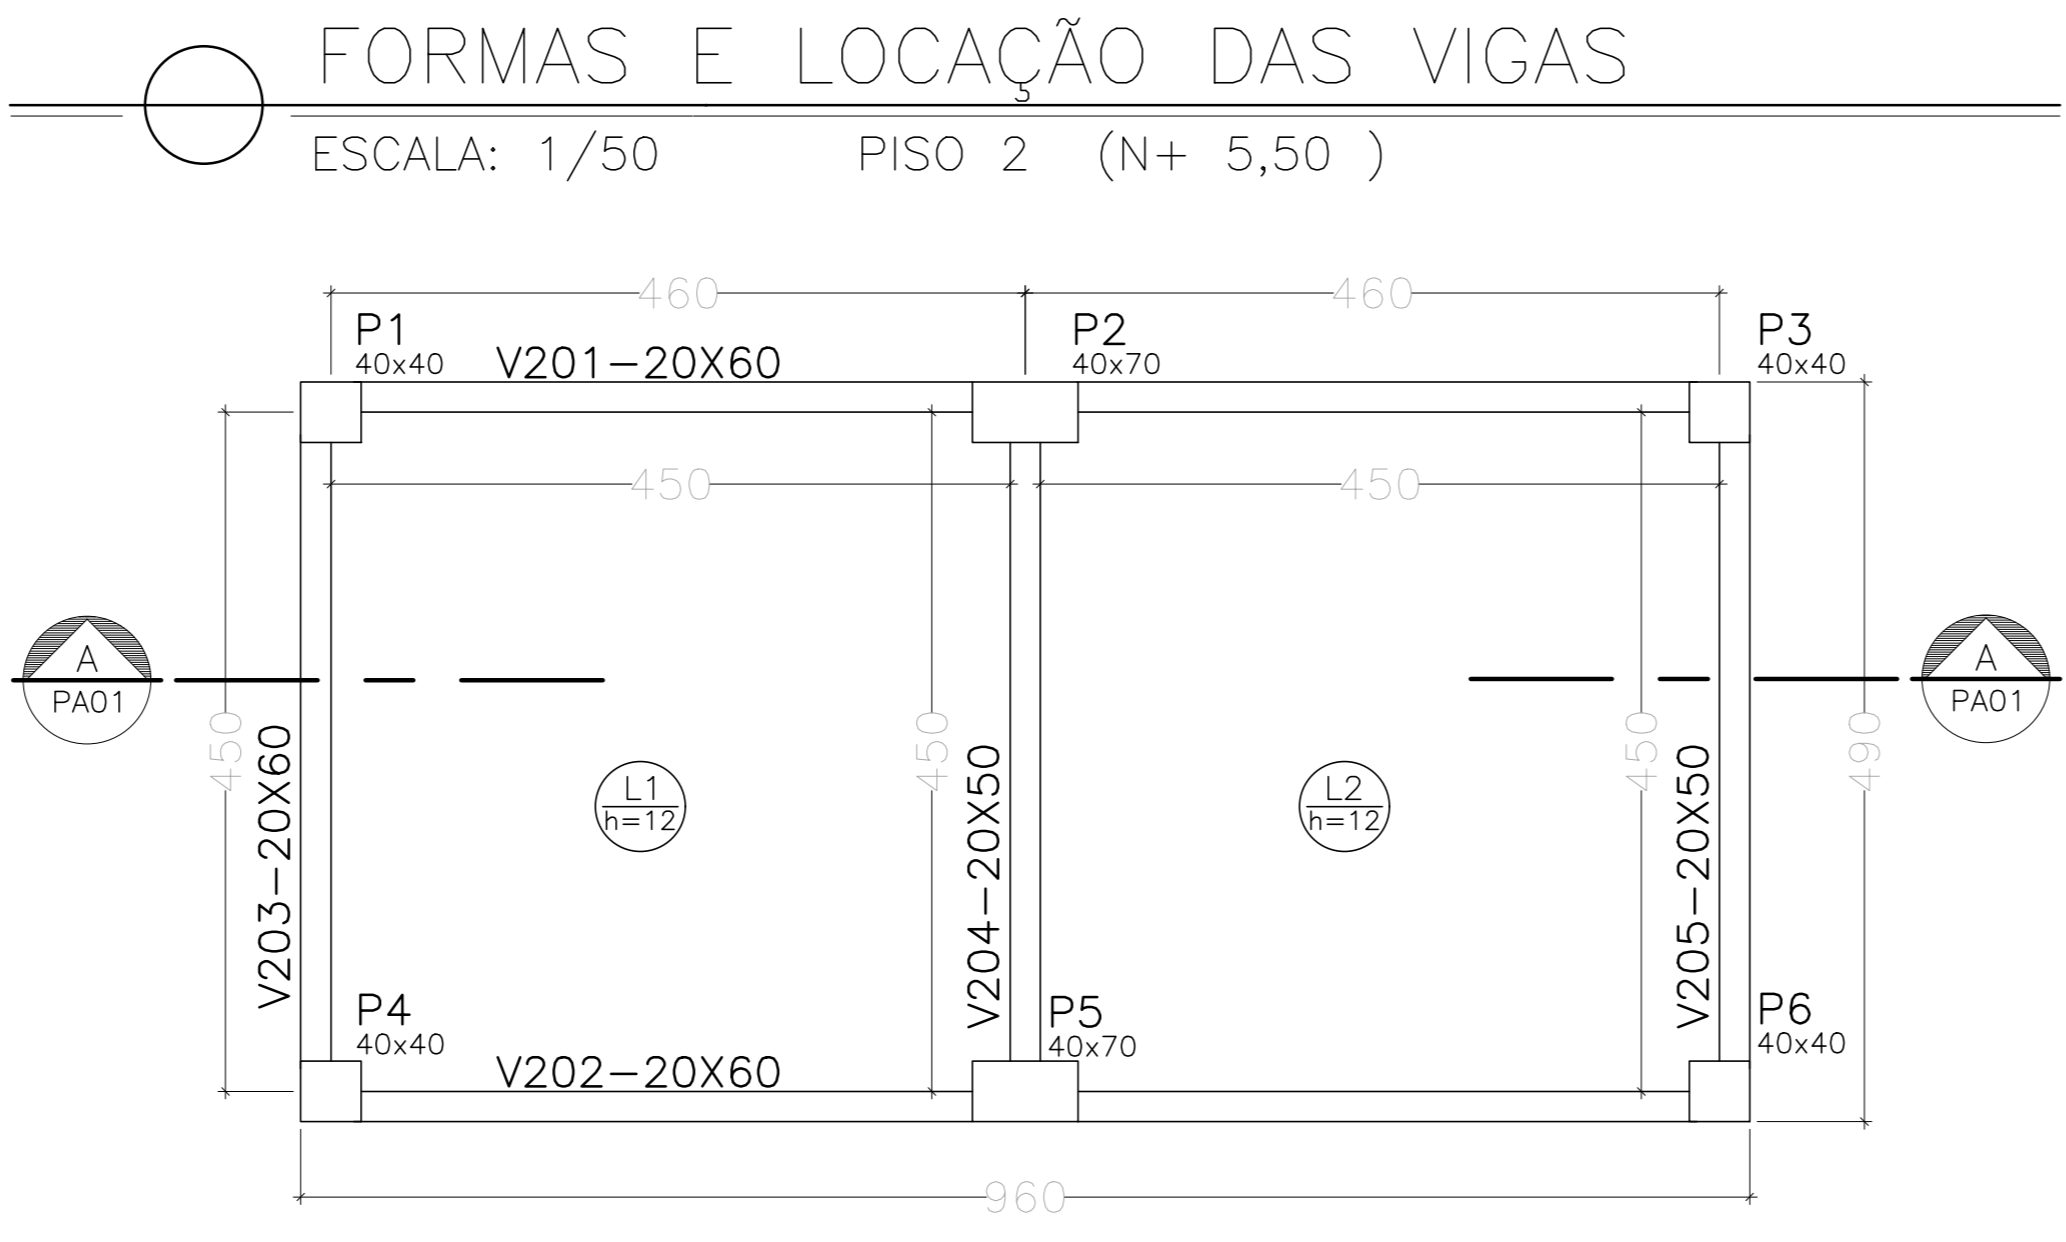 FORMAS E LOCAÇÃO DAS VIGAS
ESCALA: 1/50 PISO 2 (N+ 5,50 )
460 460
P1
40x40
V201-20X60
P2
40x70
P3
40x40
450 450
A
PA01
A
PA01
450
V203-20X60
L1
h=12
450
V204-20X50
L2
h=12
450
V205-20X50
490
P4
40x40
V202-20X60
P5
40x70
P6
40x40
960